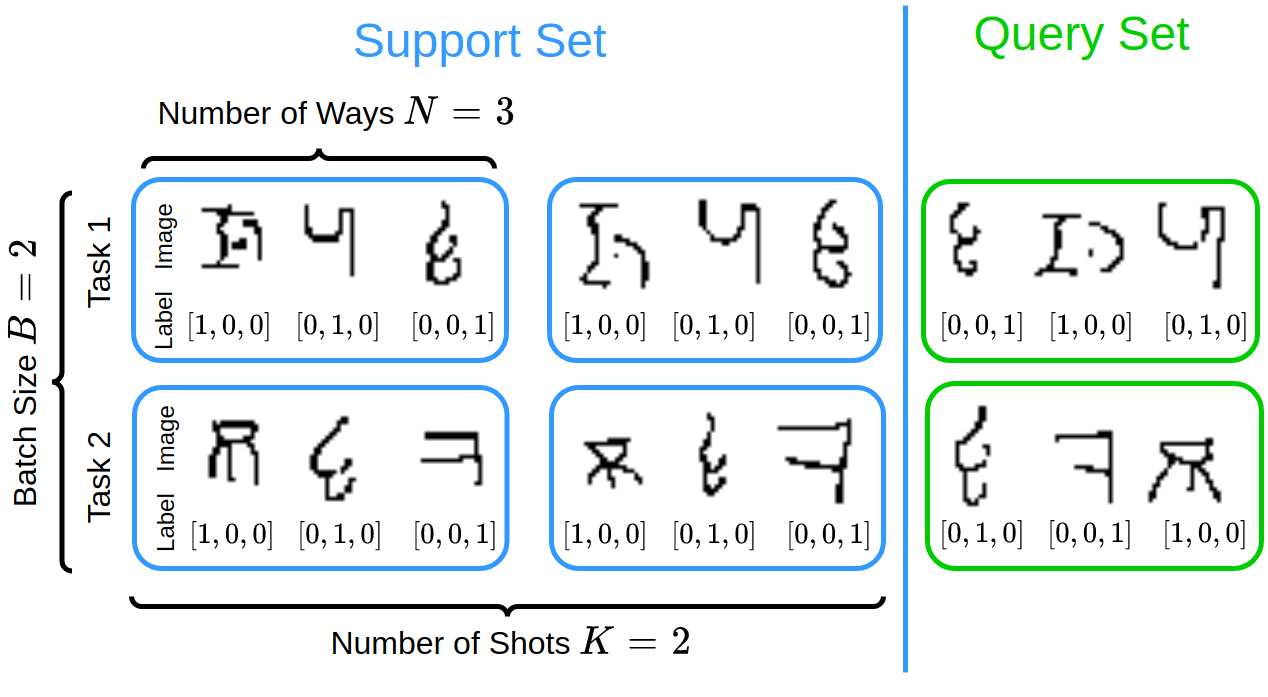 Support Set
Query Set
Number of Ways N = 3
Batch Size B = 2
Task 1
Image
Label
[1, 0, 0] [0, 1, 0] [0, 0, 1]
[1, 0, 0] [0, 1, 0] [0, 0, 1]
[0, 0, 1] [1, 0, 0] [0, 1, 0]
Task 2
Image
Label
[1, 0, 0] [0, 1, 0] [0, 0, 1]
[1, 0, 0] [0, 1, 0] [0, 0, 1]
[0, 1, 0] [0, 0, 1] [1, 0, 0]
Number of Shots K = 2